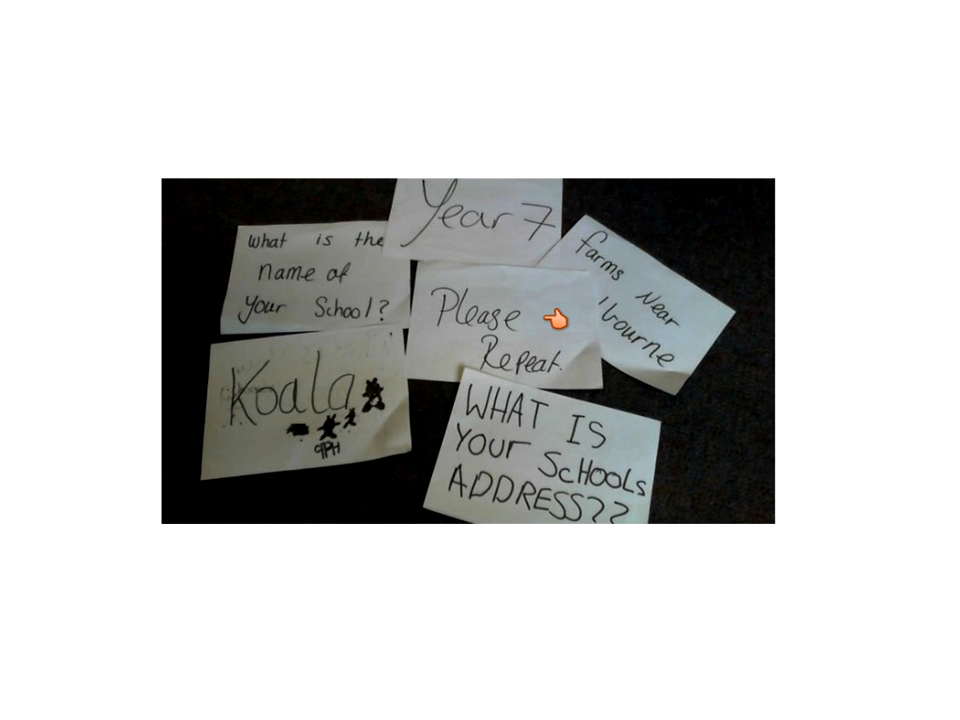 Year 7
What is the
name of
your School?
farms Near
lbourne
Please
Repeat.
Koala
WHAT IS
YOUR ScHOOLs
ADDRESS??